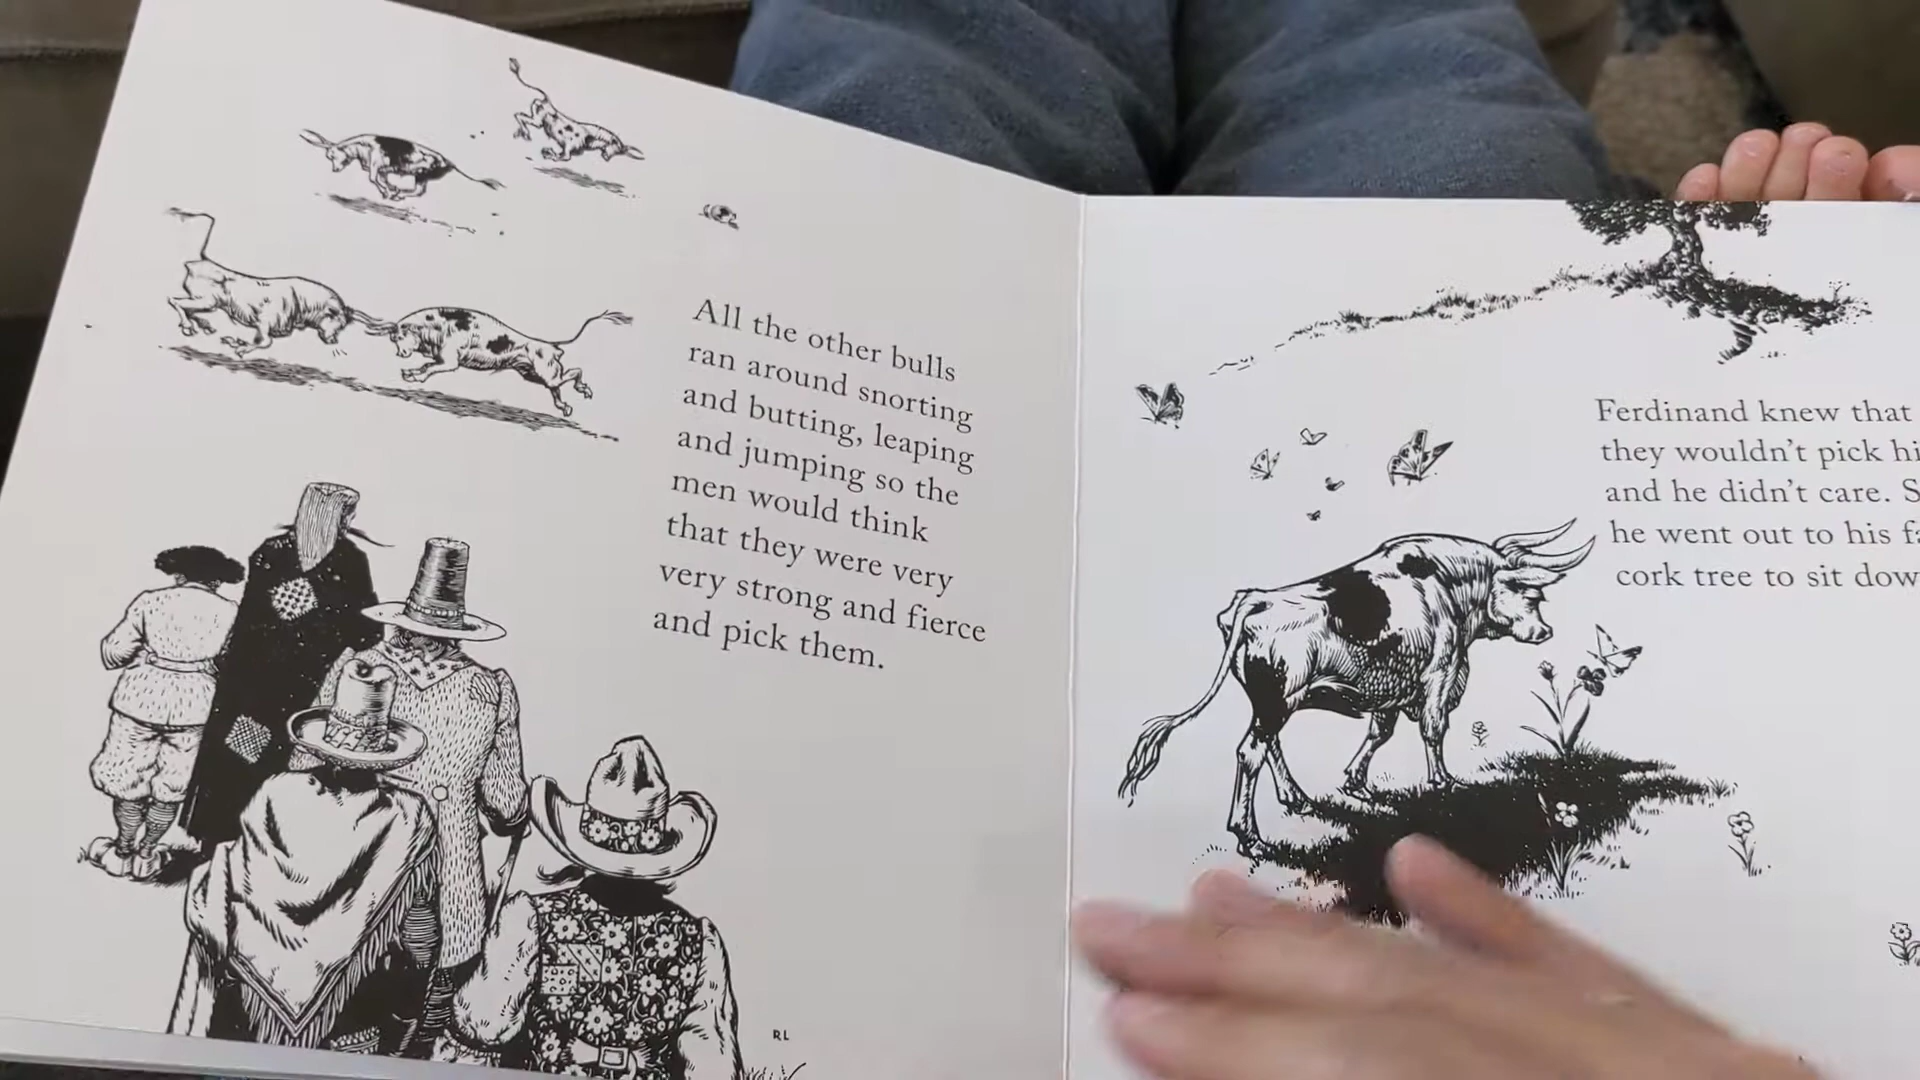 All the other bulls
ran around snorting
and butting, leaping
and jumping so the
men would think
that they were very
very strong and fierce
and pick them.
RL
Ferdinand knew that
they wouldn't pick
and he didn't care.
he went out to his
cork tree to sit